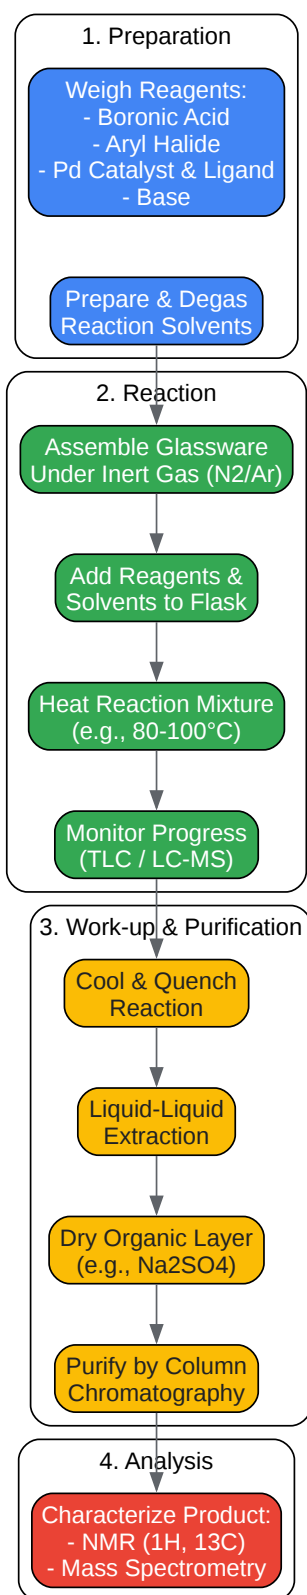 1. Preparation
Weigh Reagents:
- Boronic Acid
- Aryl Halide
- Pd Catalyst & Ligand
- Base
Prepare & Degas
Reaction Solvents
2. Reaction
Assemble Glassware
Under Inert Gas (N2/Ar)
Add Reagents &
Solvents to Flask
Heat Reaction Mixture
(e.g., 80-100°C)
Monitor Progress
(TLC / LC-MS)
3. Work-up & Purification
Cool & Quench
Reaction
Liquid-Liquid
Extraction
Dry Organic Layer
(e.g., Na2SO4)
Purify by Column
Chromatography
4. Analysis
Characterize Product:
- NMR (1H, 13C)
- Mass Spectrometry